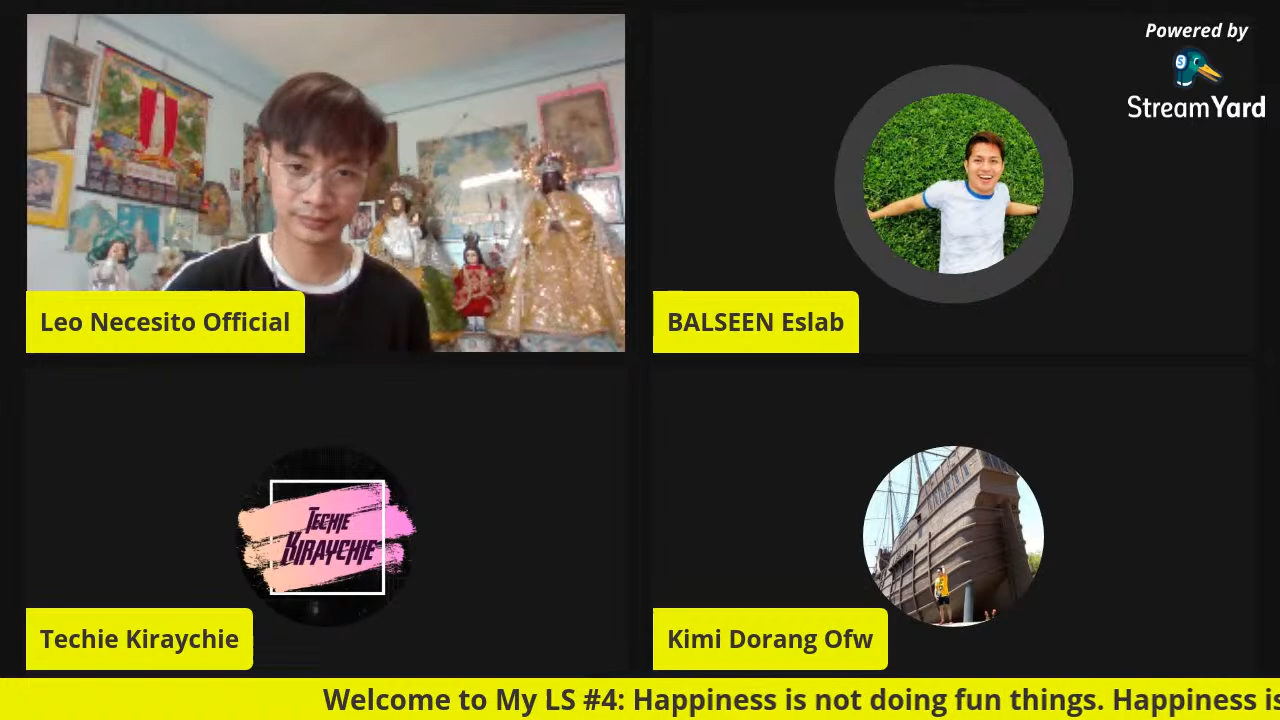 Powered by
S
StreamYard
Leo Necesito Official
BALSEEN Eslab
TECHIE
KIRAYCHIE
Techie Kiraychie
Kimi Dorang Ofw
Welcome to My LS #4: Happiness is not doing fun things. Happiness is